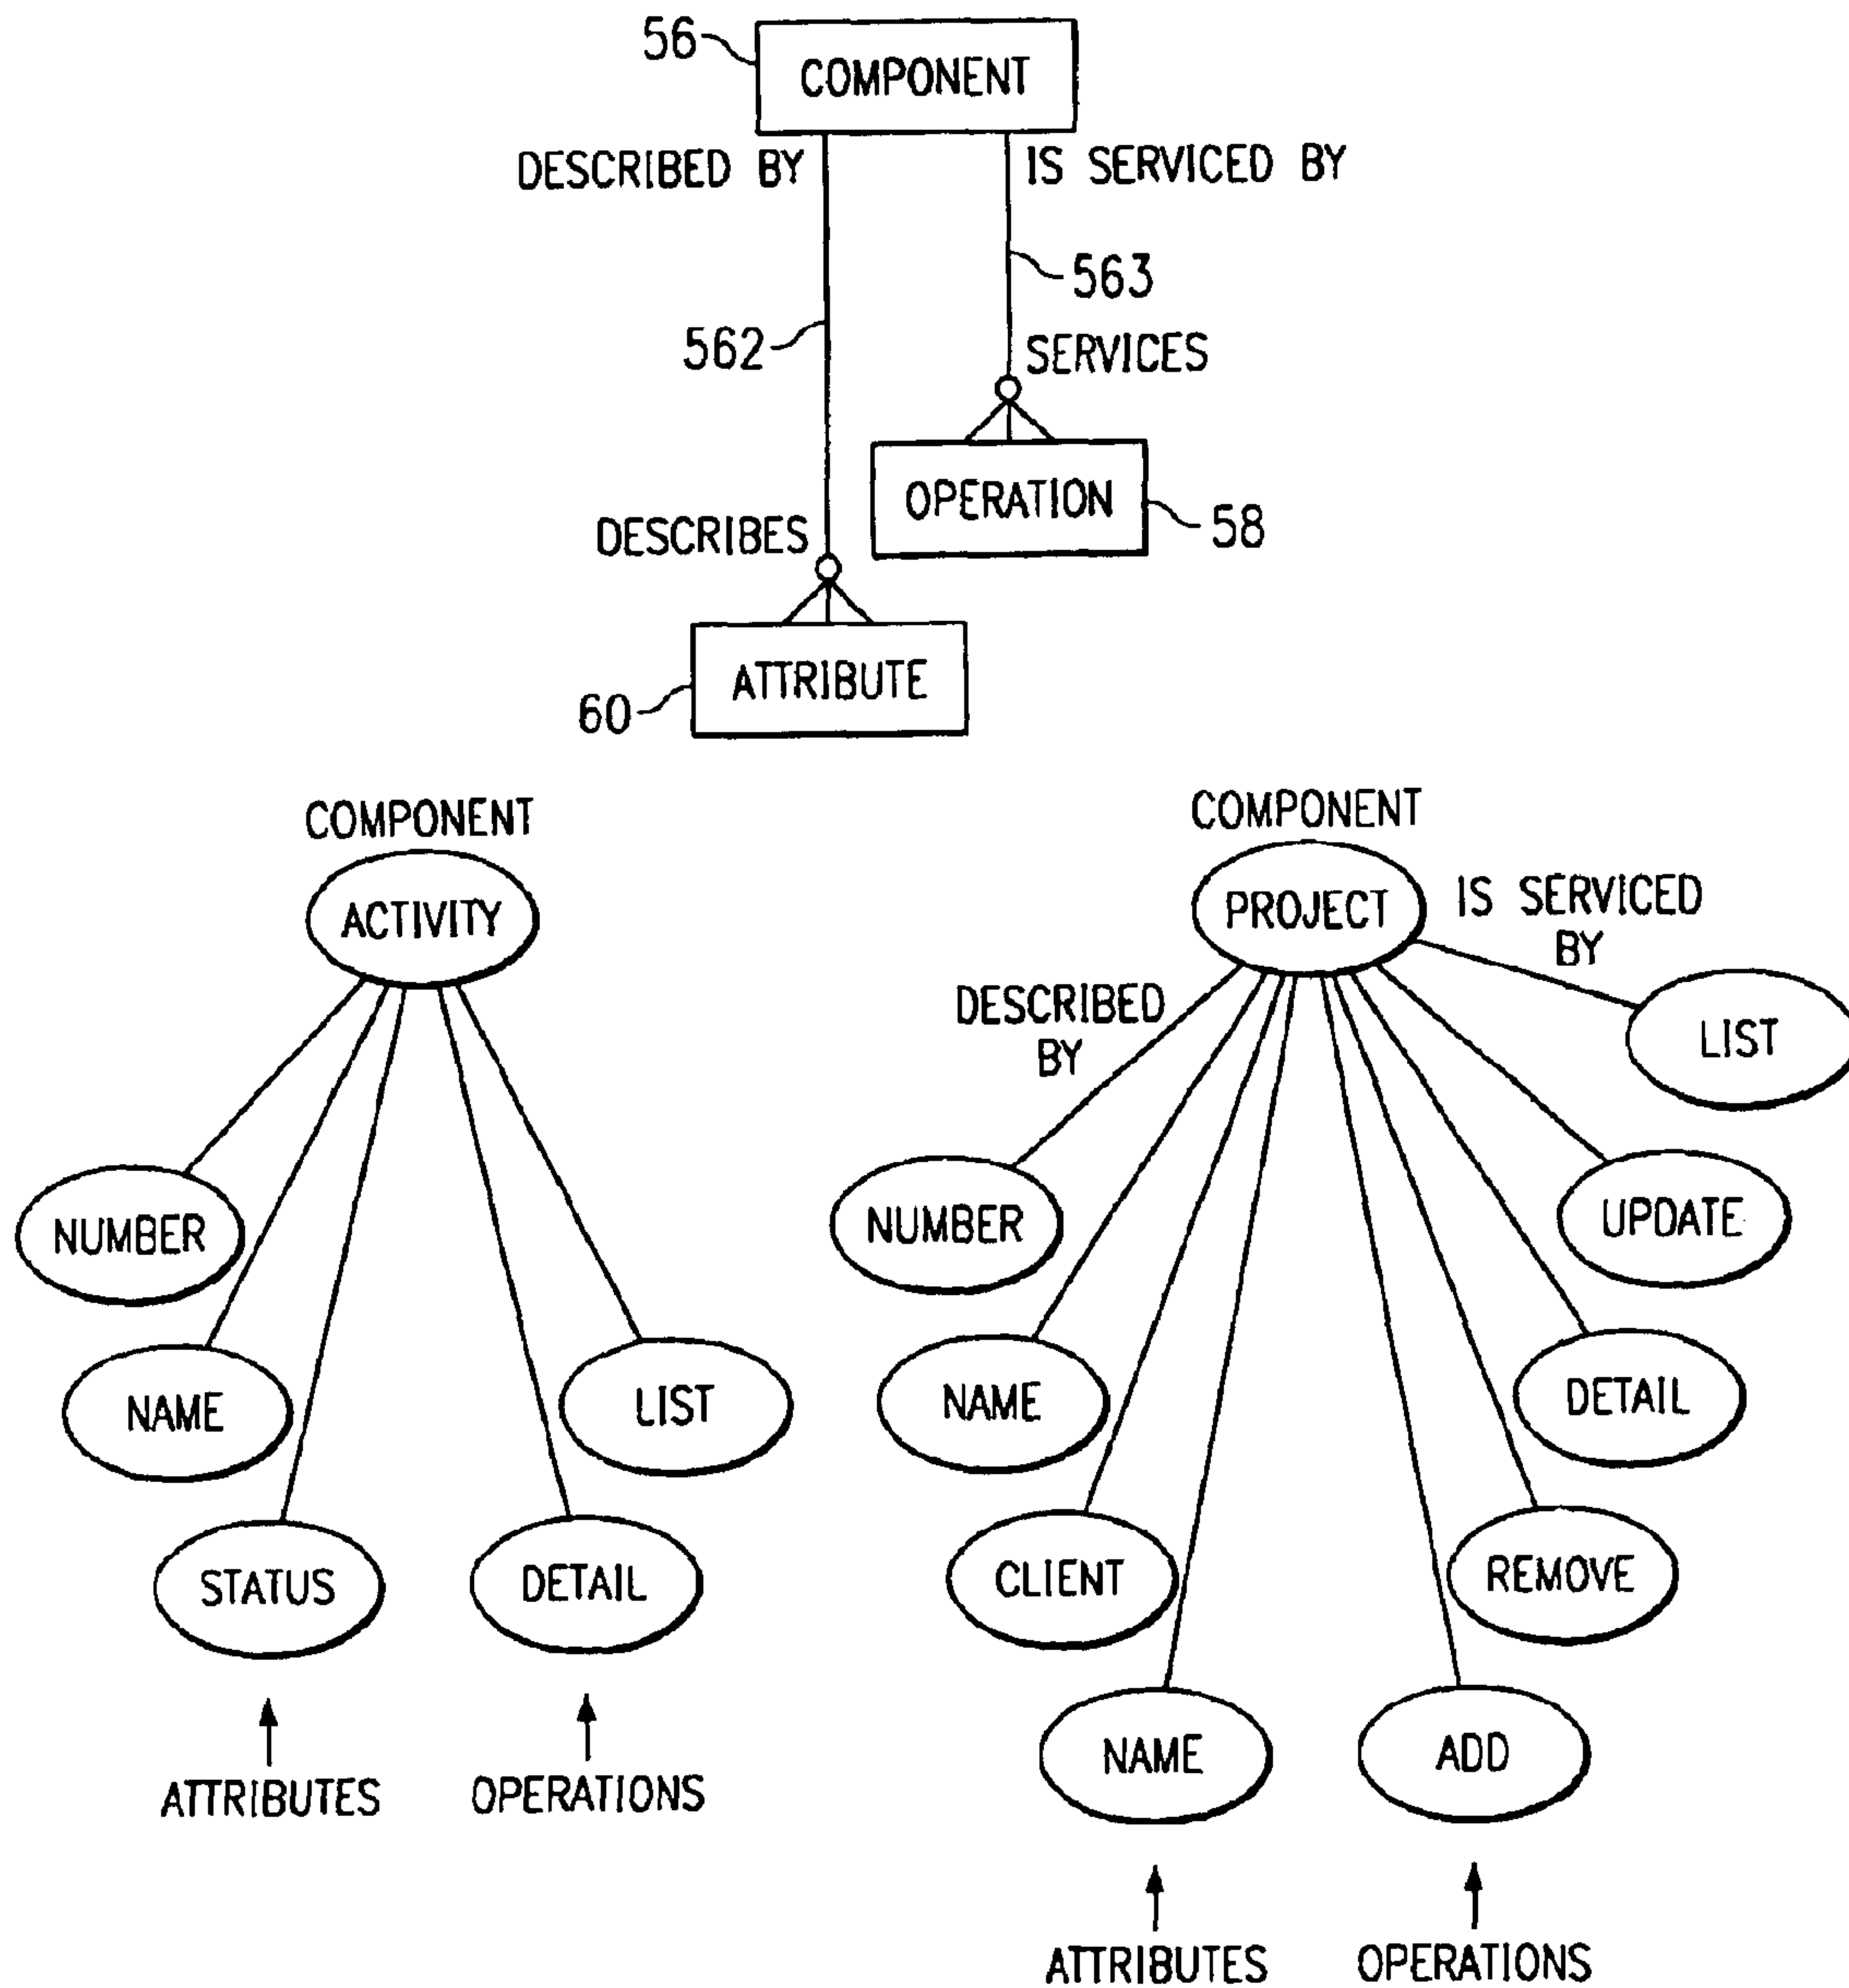 56
COMPONENT
DESCRIBED BY
IS SERVICED BY
563
562
SERVICES
OPERATION
58
DESCRIBES
ATTRIBUTE
60
COMPONENT
ACTIVITY
NUMBER
NAME
LIST
STATUS
DETAIL
ATTRIBUTES
OPERATIONS
COMPONENT
PROJECT
IS SERVICED
BY
DESCRIBED
BY
LIST
NUMBER
UPDATE
NAME
DETAIL
CLIENT
REMOVE
NAME
ADD
ATTRIBUTES
OPERATIONS